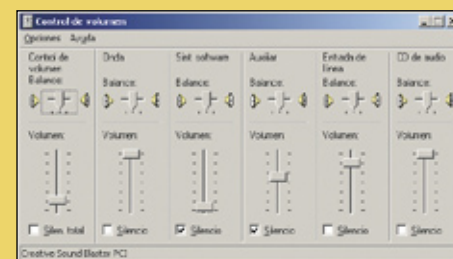 Control de volumen
Opciones Ayuda
Control de volumen Onda Sint. software Auxiliar Entrada de línea CD de audio
Balance: Balance: Balance: Balance: Balance: Balance:
Volumen: Volumen: Volumen: Volumen: Volumen: Volumen:
Silen. total Silencio Silencio Silencio Silencio Silencio
Creative Sound Blaster PCI